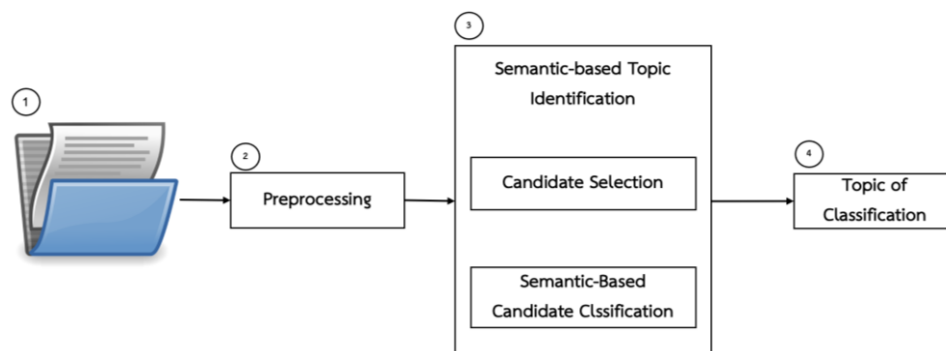 1
2
Preprocessing
3
Semantic-based Topic
Identification
Candidate Selection
Semantic-Based
Candidate Clssification
4
Topic of
Classification